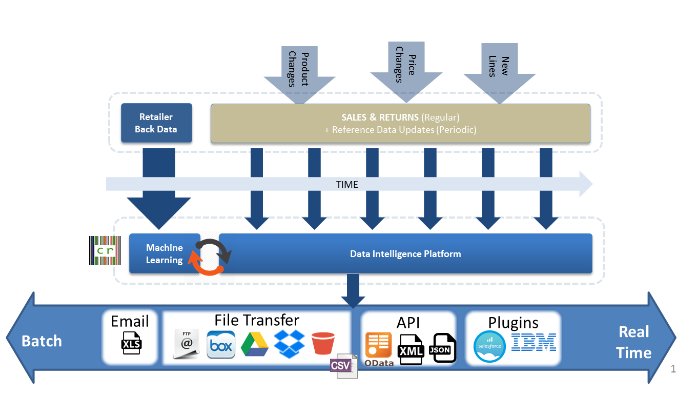 Product
Changes
Price
Changes
New
Lines
Retailer
Back Data
SALES & RETURNS (Regular)
+ Reference Data Updates (Periodic)
TIME
cr
Machine
Learning
Data Intelligence Platform
Batch
Email
XLS
File Transfer
FTP
@
box
CSV
API
OData
XML
JSON
Plugins
salesforce
IBM
Real
Time
1